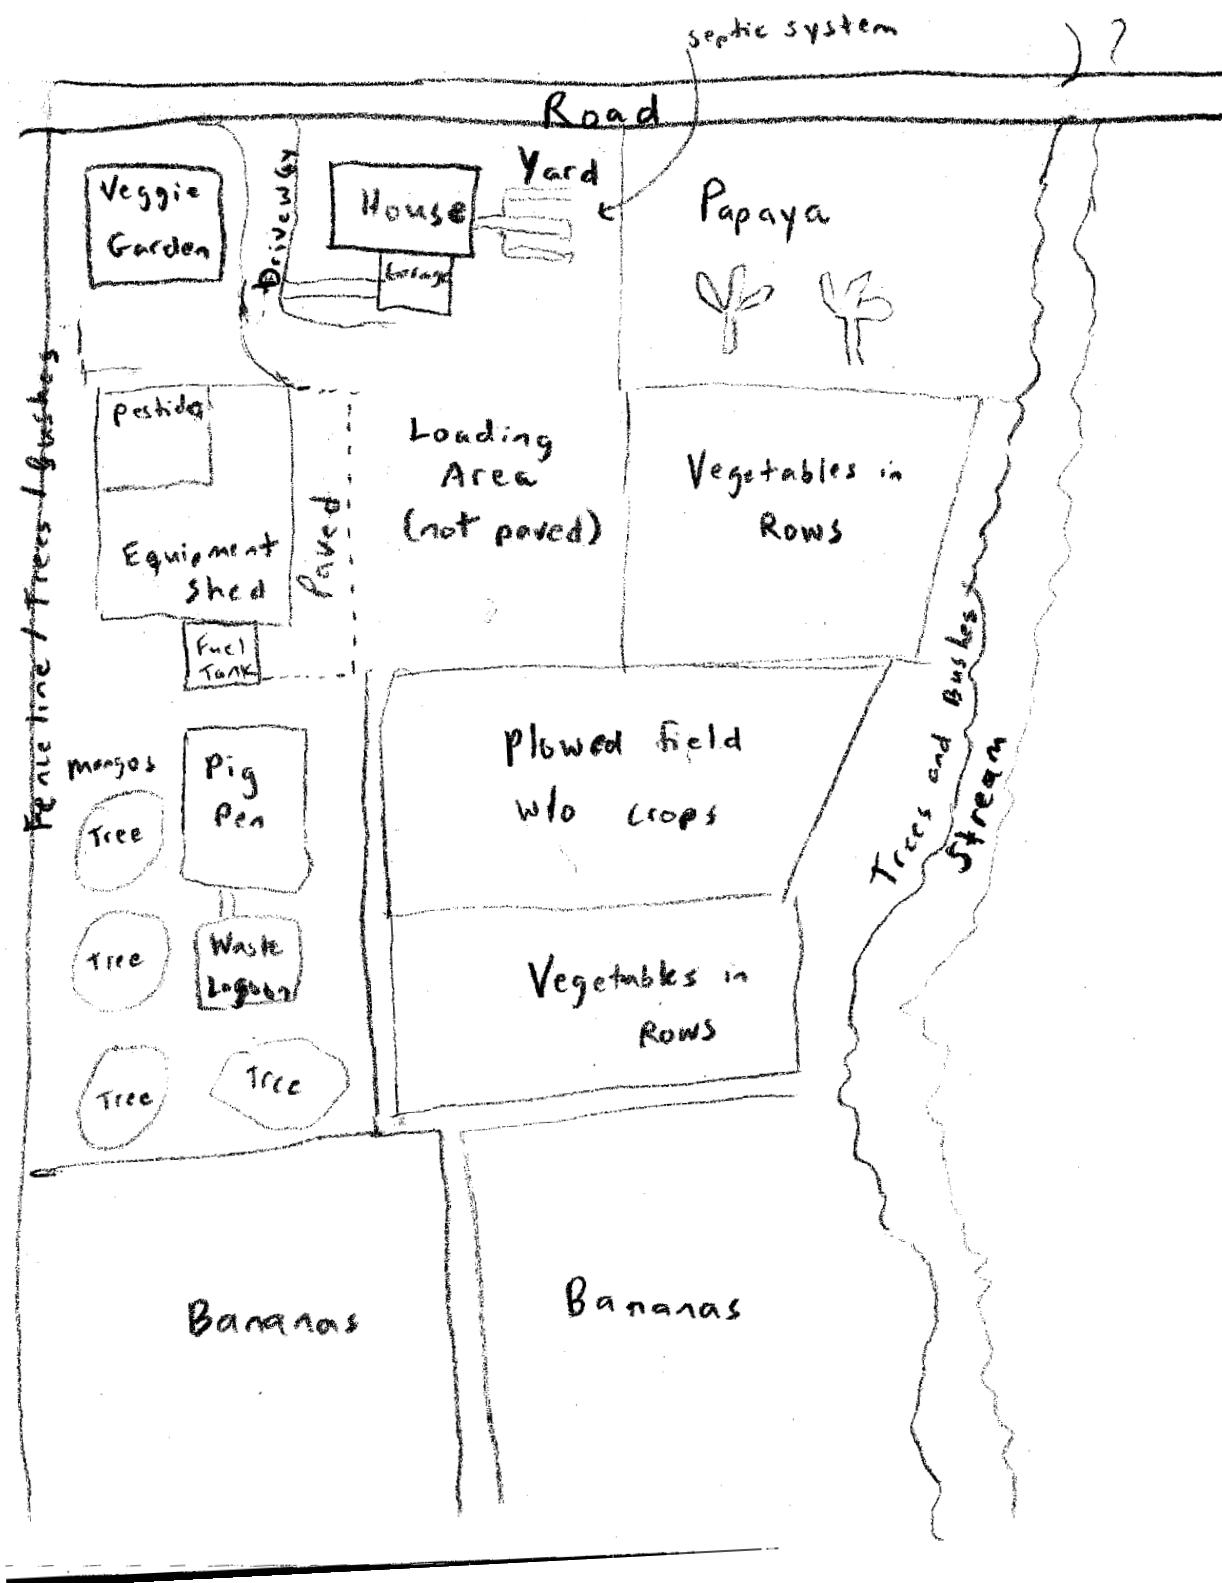 septic system
?
Road
Veggie
Garden
Driveway
House
Garage
Yard
Papaya
Fence line / Trees / Bushes
Pesticide
Equipment
Shed
Paved
Loading
Area
(not paved)
Vegetables in
Rows
Fuel
Tank
Trees and Bushes
Stream
Mangos
Pig
Pen
Plowed field
w/o crops
Tree
Tree
Waste
Lagoon
Vegetables in
Rows
Tree
Tree
Bananas
Bananas